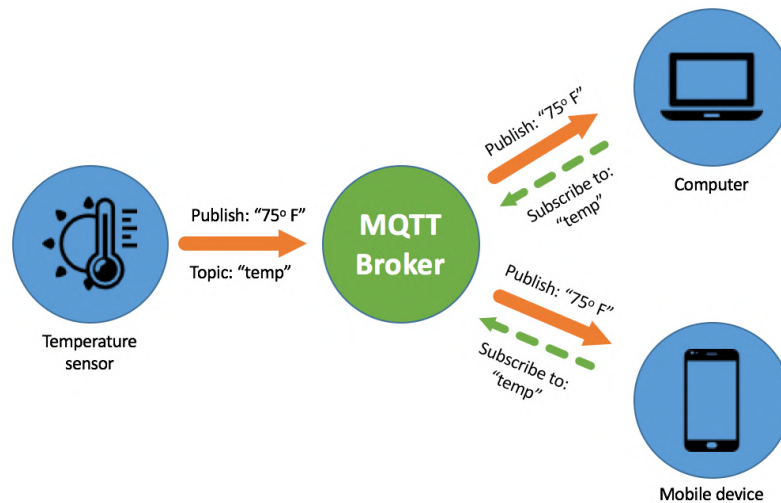 Publish: “75º F”
Topic: “temp”
Temperature
sensor
MQTT
Broker
Publish: “75º F”
Subscribe to:
“temp”
Computer
Publish: “75º F”
Subscribe to:
“temp”
Mobile device